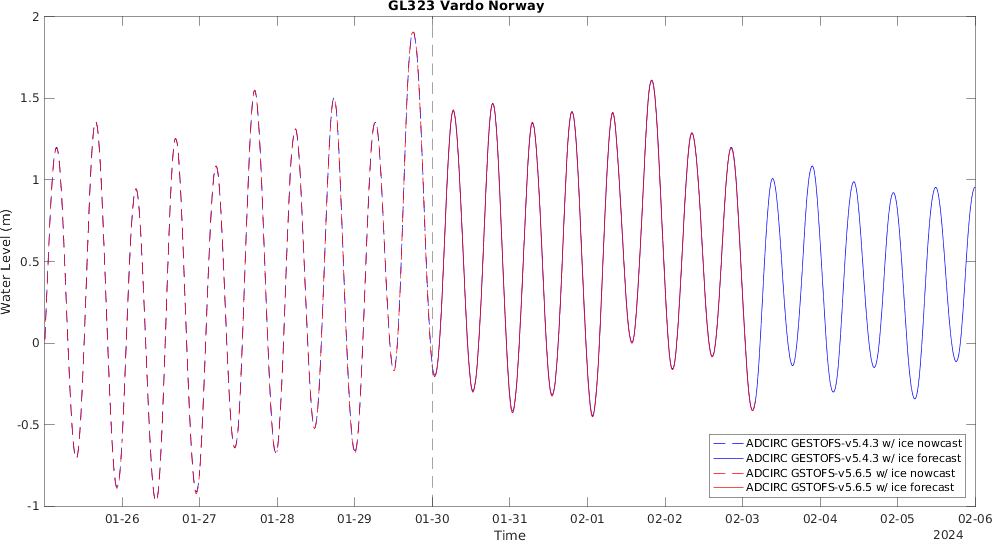 GL323 Vardo Norway
2
1.5
1
0.5
0
-0.5
-1
Water Level (m)
ADCIRC GESTOFS-v5.4.3 w/ ice nowcast
ADCIRC GESTOFS-v5.4.3 w/ ice forecast
ADCIRC GSTOFS-v5.6.5 w/ ice nowcast
ADCIRC GSTOFS-v5.6.5 w/ ice forecast
01-26 01-27 01-28 01-29 01-30 01-31 02-01 02-02 02-03 02-04 02-05 02-06
Time
2024